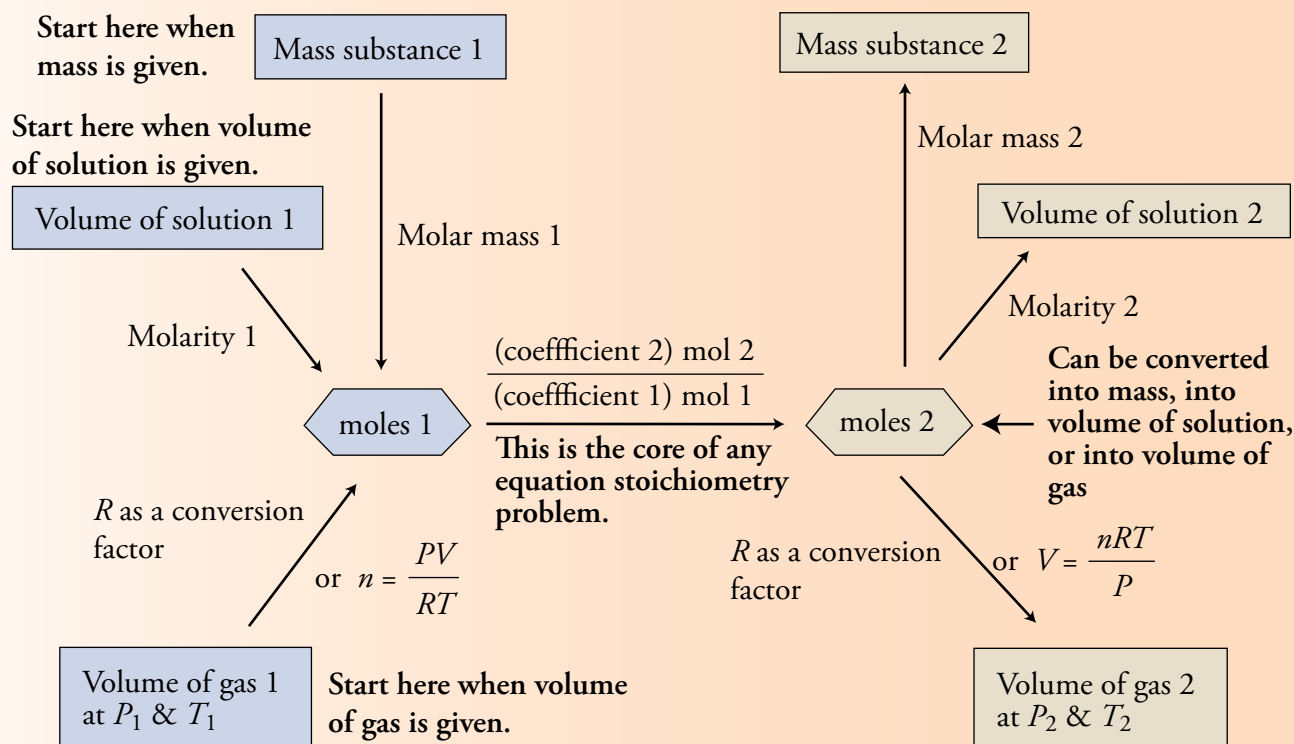 Start here when
mass is given.
Mass substance 1
Mass substance 2
Start here when volume
of solution is given.
Molar mass 2
Volume of solution 1
Volume of solution 2
Molar mass 1
Molarity 1
Molarity 2
(coeffficient 2) mol 2
(coeffficient 1) mol 1
moles 1
moles 2
Can be converted
into mass, into
volume of solution,
or into volume of
gas
This is the core of any
equation stoichiometry
problem.
R as a conversion
factor
or n = PV
RT
R as a conversion
factor
or V = nRT
P
Volume of gas 1
at P₁ & T₁
Start here when volume
of gas is given.
Volume of gas 2
at P₂ & T₂